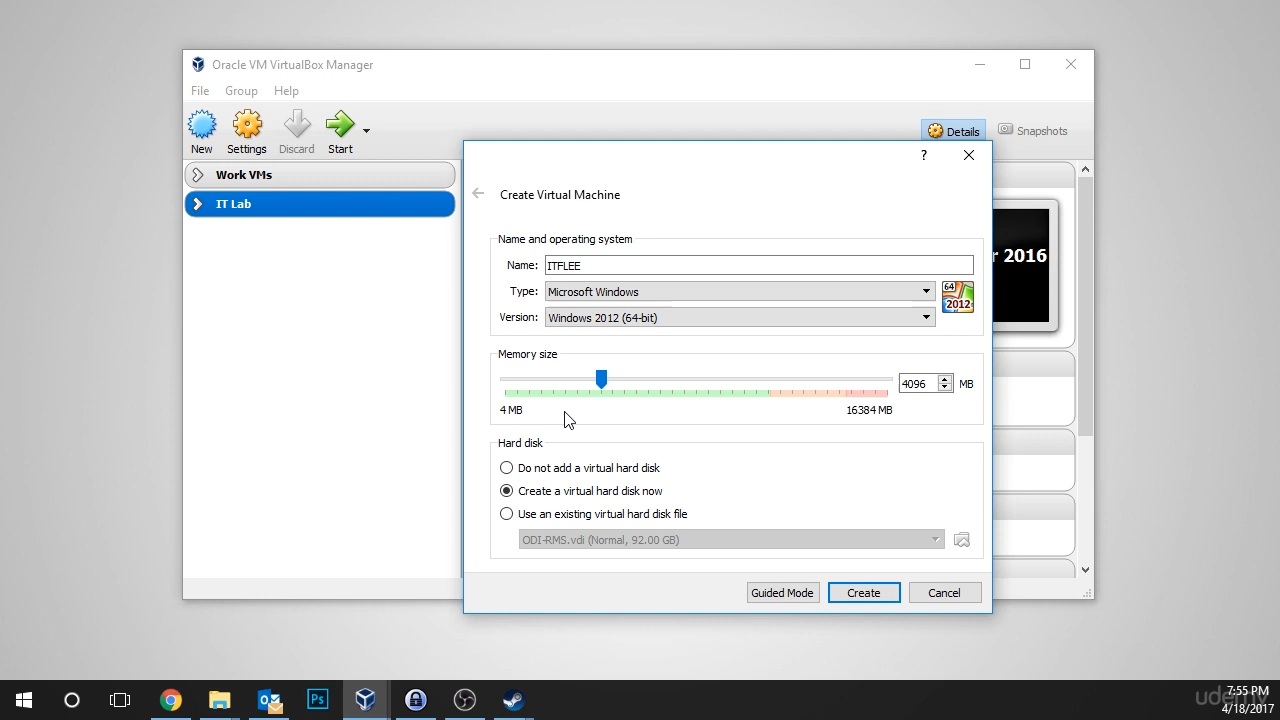 Oracle VM VirtualBox Manager
File Group Help
New Settings Discard Start
Details Snapshots
Work VMs
IT Lab
r 2016
?
Create Virtual Machine
Name and operating system
Name: ITFLEE
Type: Microsoft Windows
64
2012
Version: Windows 2012 (64-bit)
Memory size
4096 MB
4 MB 16384 MB
Hard disk
Do not add a virtual hard disk
Create a virtual hard disk now
Use an existing virtual hard disk file
ODI-RMS.vdi (Normal, 92.00 GB)
Guided Mode Create Cancel
Ps
udemy
7:55 PM
4/18/2017